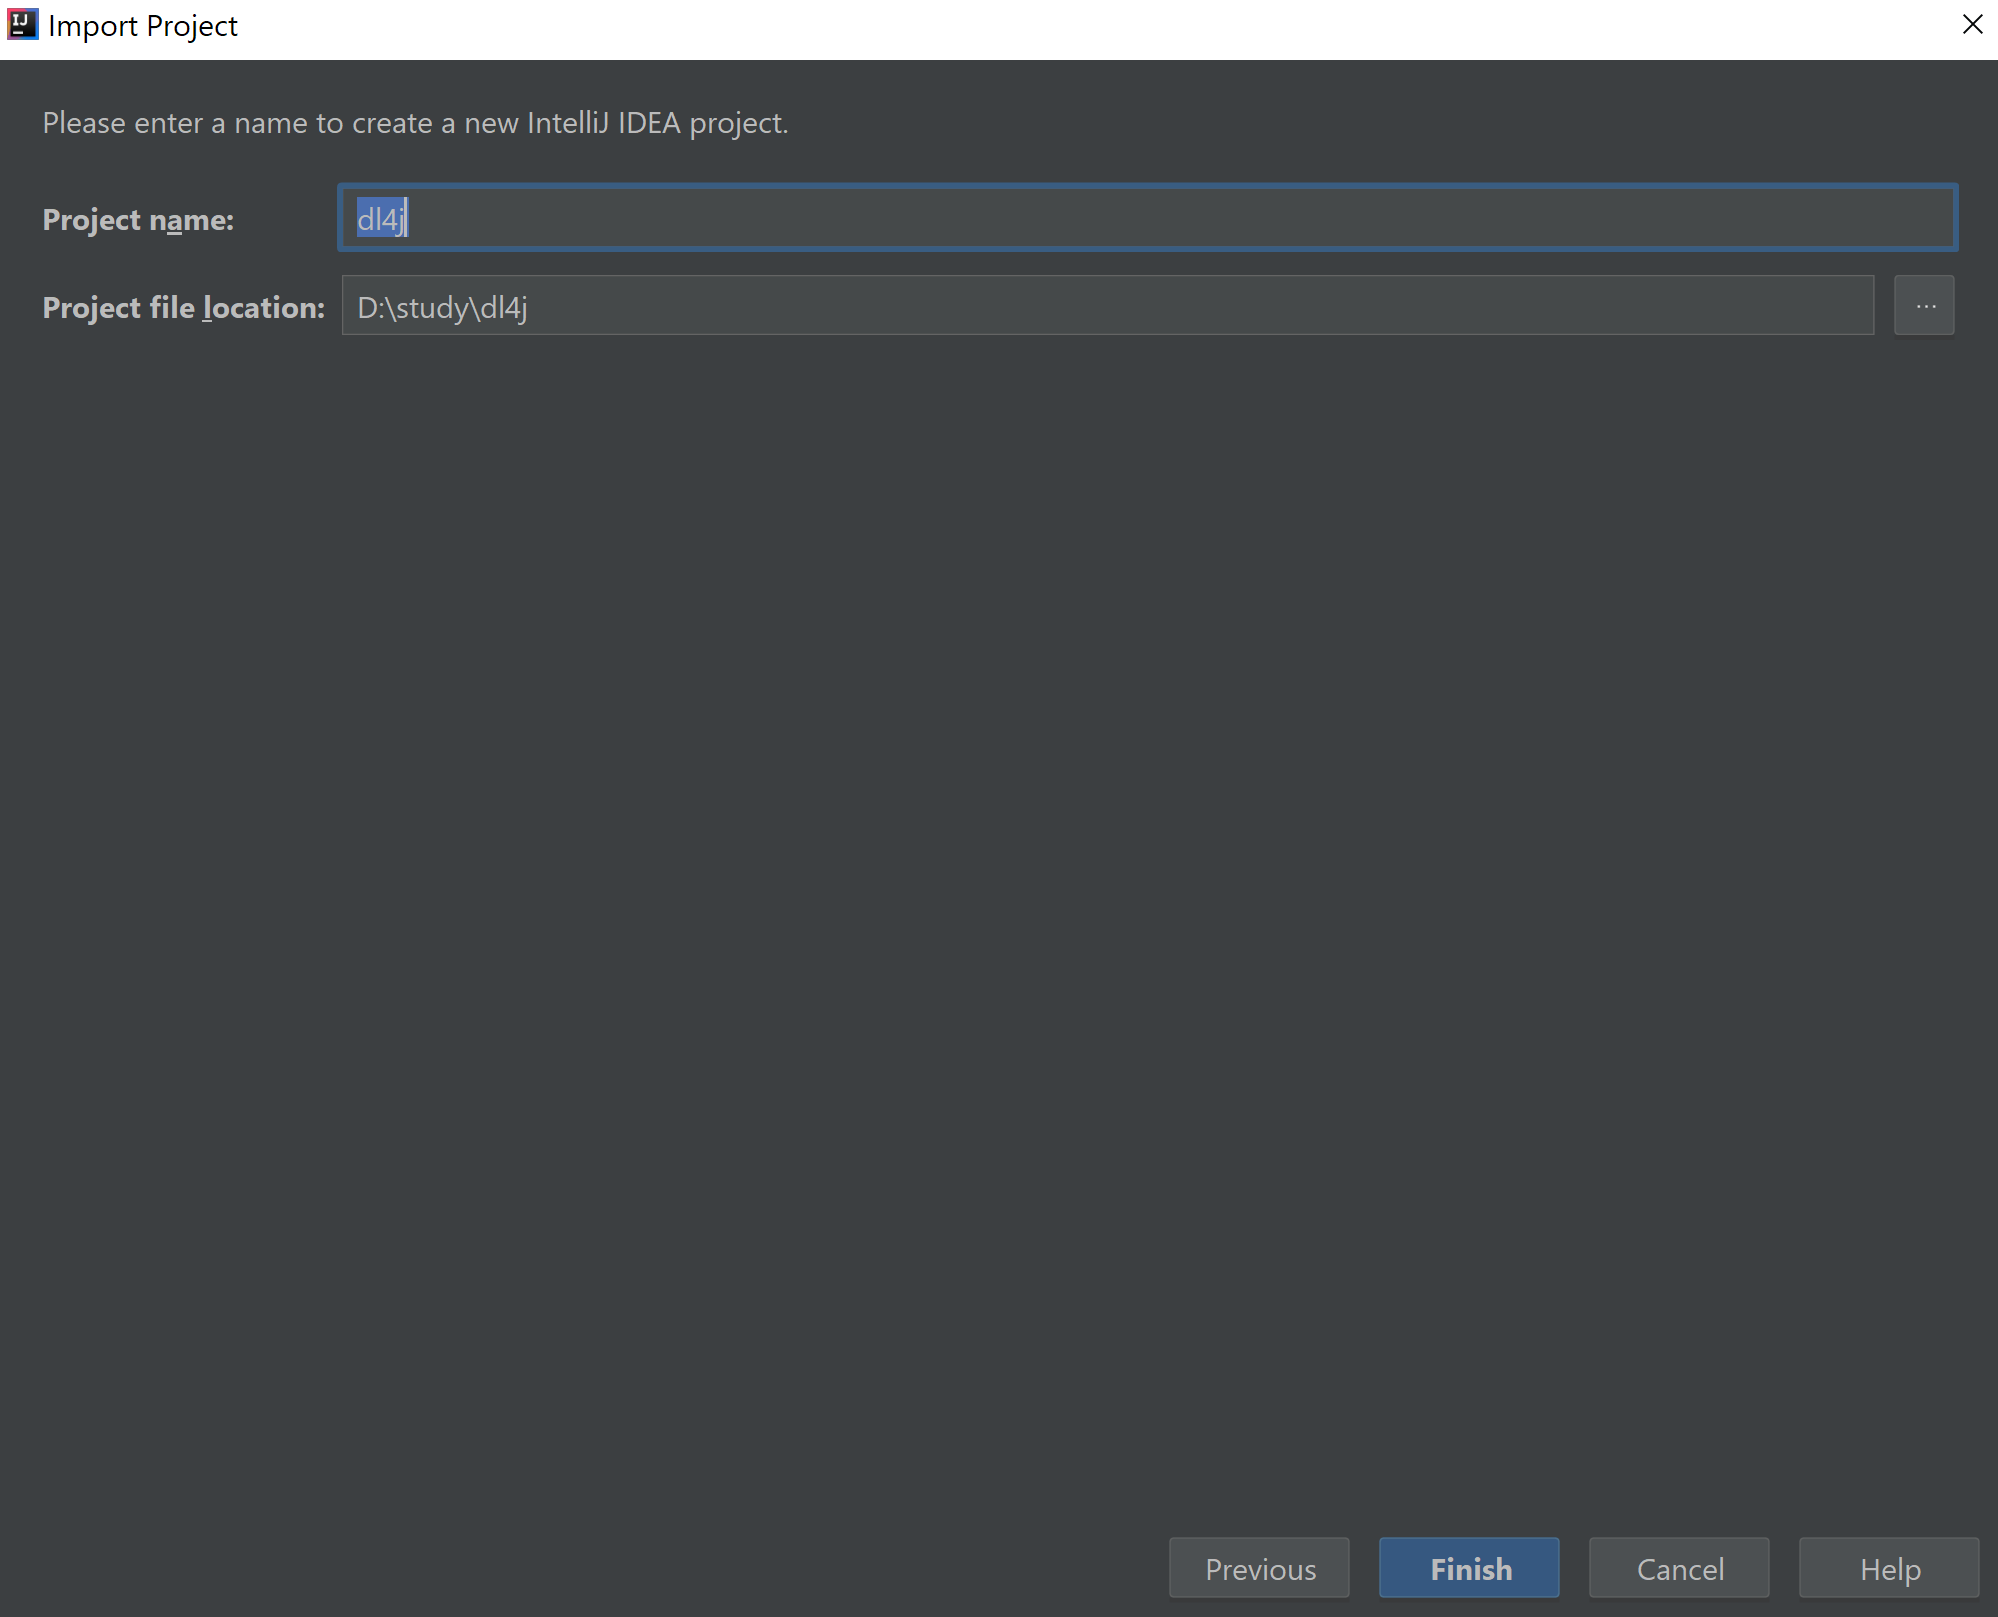 IJ
Import Project
Please enter a name to create a new IntelliJ IDEA project.
Project name: dl4j
Project file location: D:\study\dl4j ...
Previous Finish Cancel Help